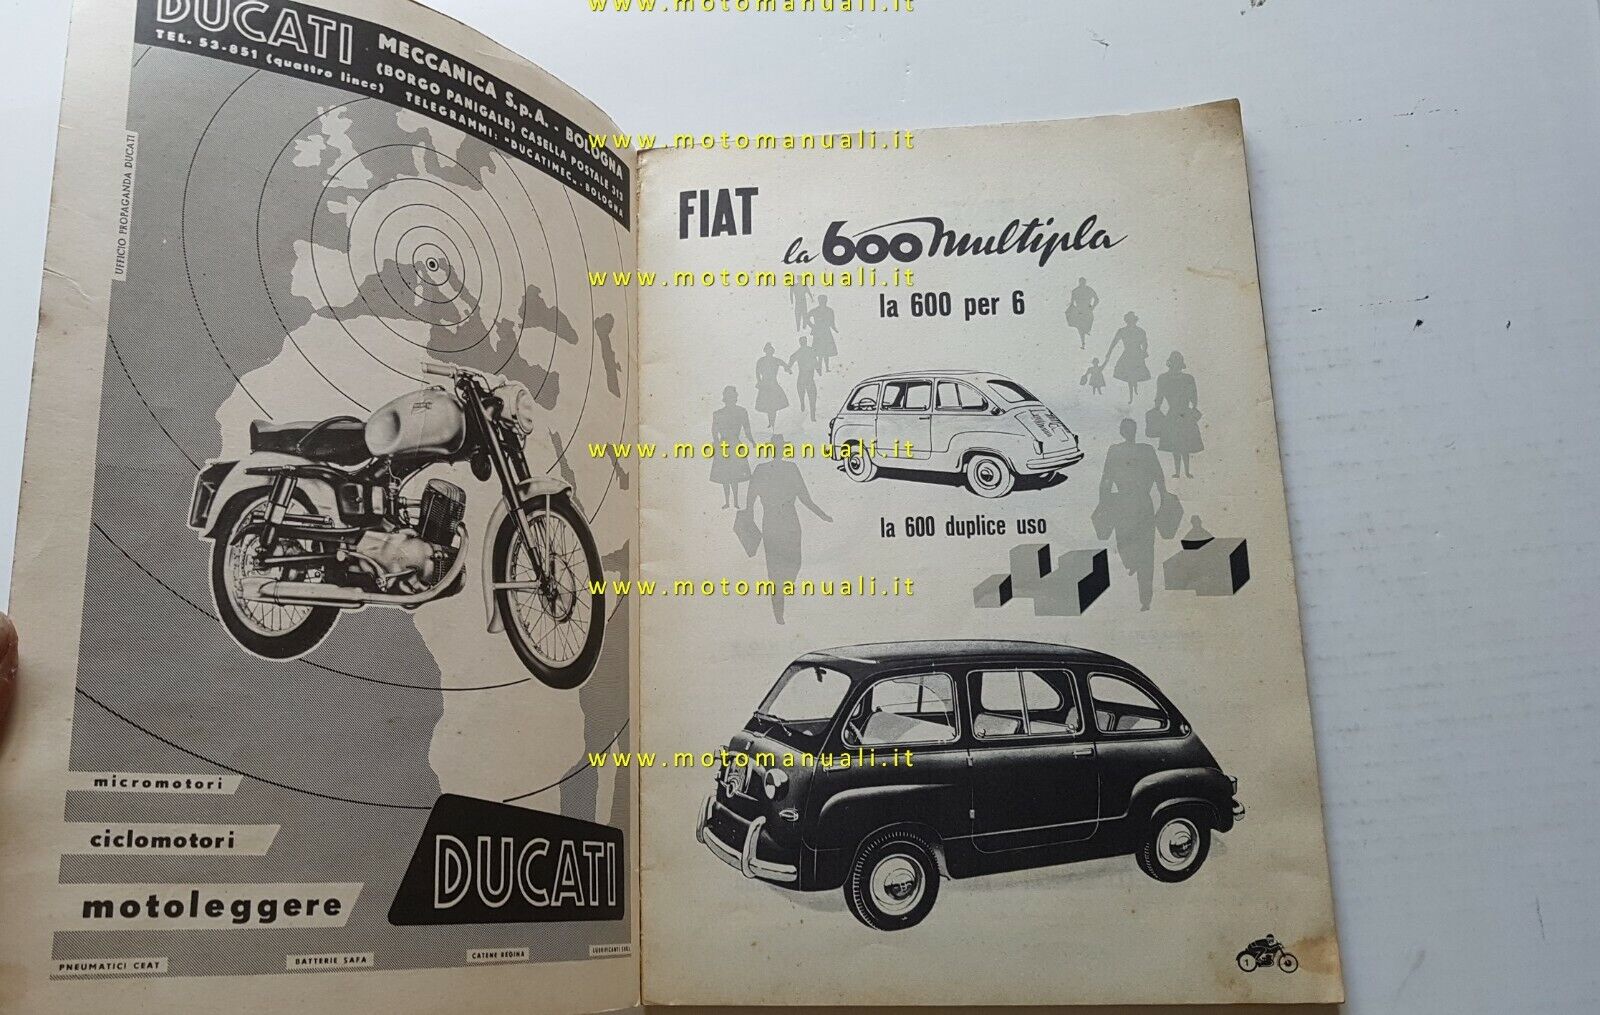 DUCATI MECCANICA S.p.A. - BOLOGNA
(BORGO PANIGALE) CASELLA POSTALE 313
TEL. 53-851 (quattro linee) TELEGRAMMI: "DUCATIMEC" - BOLOGNA
UFFICIO PROPAGANDA DUCATI
micromotori
ciclomotori
motoleggere
DUCATI
PNEUMATICI CEAT
BATTERIE SAFA
CATENE REGINA
FIAT
la 600 multipla
la 600 per 6
la 600 duplice uso
1
www.motomanuali.it
www.motomanuali.it
www.motomanuali.it
www.motomanuali.it
www.motomanuali.it
www.motomanuali.it